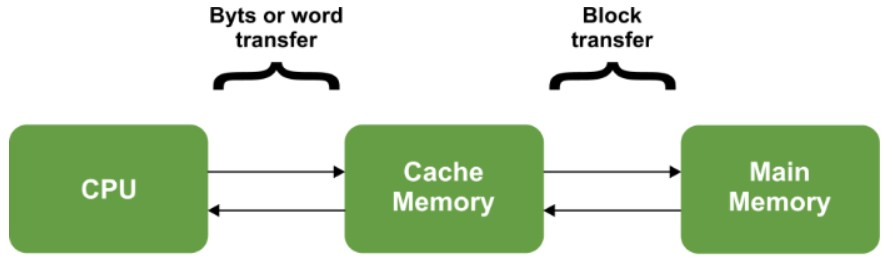 Byts or word
transfer
Block
transfer
CPU
Cache
Memory
Main
Memory